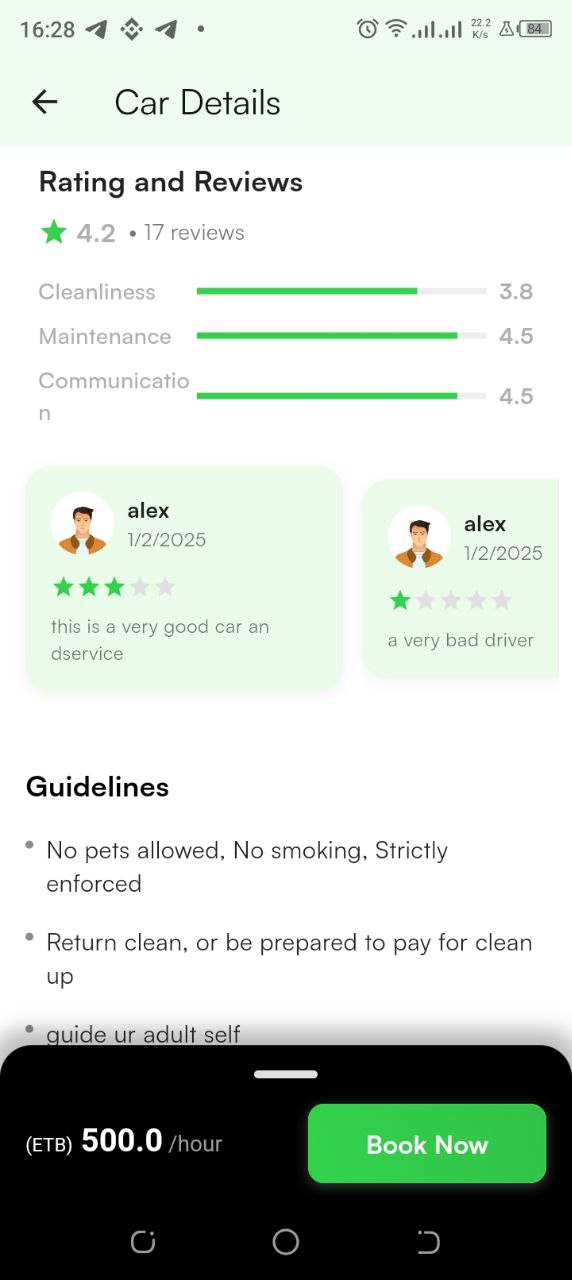 16:28
22.2
K/s
84
Car Details
Rating and Reviews
4.2 • 17 reviews
Cleanliness 3.8
Maintenance 4.5
Communicatio
n 4.5
alex
1/2/2025
this is a very good car an
dservice
alex
1/2/2025
a very bad driver
Guidelines
• No pets allowed, No smoking, Strictly
enforced
• Return clean, or be prepared to pay for clean
up
• guide ur adult self
(ETB) 500.0 /hour
Book Now